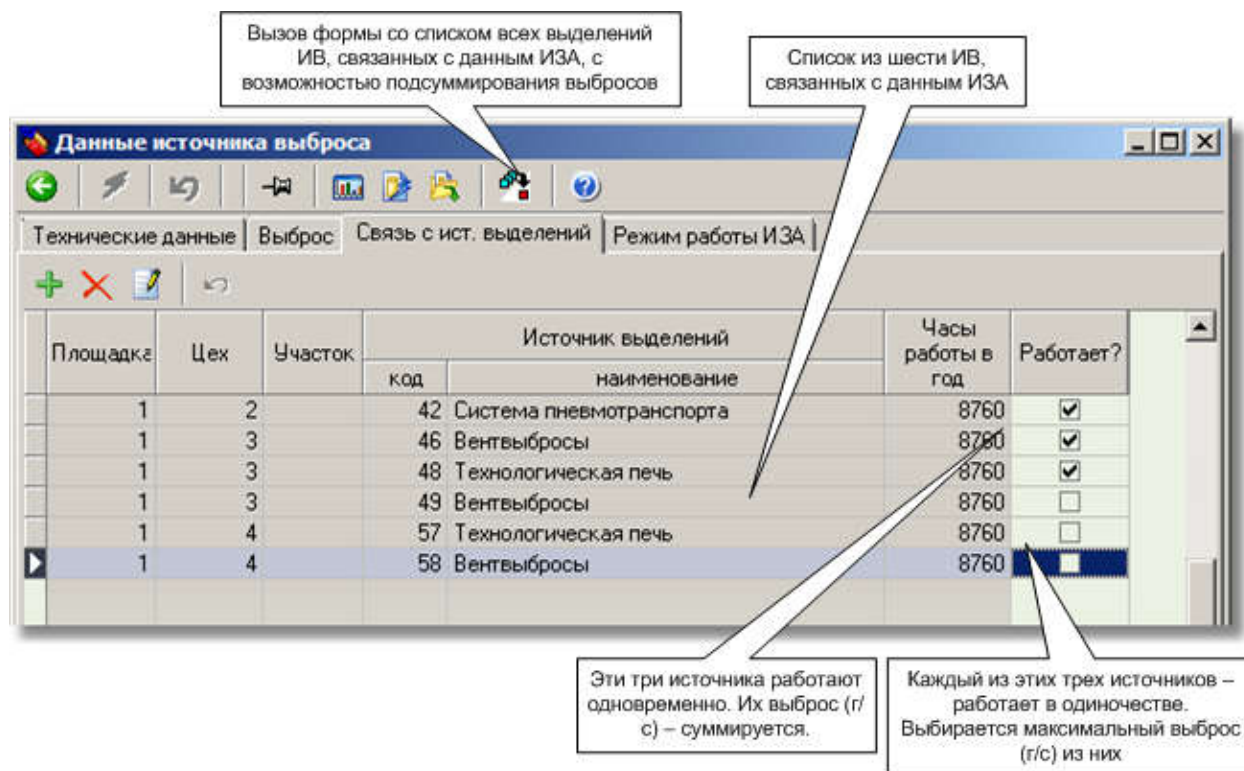 Вызов формы со списком всех выделений
ИВ, связанных с данным ИЗА, с
возможностью подсуммирования выбросов
Список из шести ИВ,
связанных с данным ИЗА
Данные источника выброса
Технические данные Выброс Связь с ист. выделений Режим работы ИЗА
Площадка Цех Участок Источник выделений Часы работы в год Работает?
код наименование
1 2 42 Система пневмотранспорта 8760
1 3 46 Вентвыбросы 8760
1 3 48 Технологическая печь 8760
1 3 49 Вентвыбросы 8760
1 4 57 Технологическая печь 8760
1 4 58 Вентвыбросы 8760
Эти три источника работают
одновременно. Их выброс (г/
с) – суммируется.
Каждый из этих трех источников –
работает в одиночестве.
Выбирается максимальный выброс
(г/с) из них